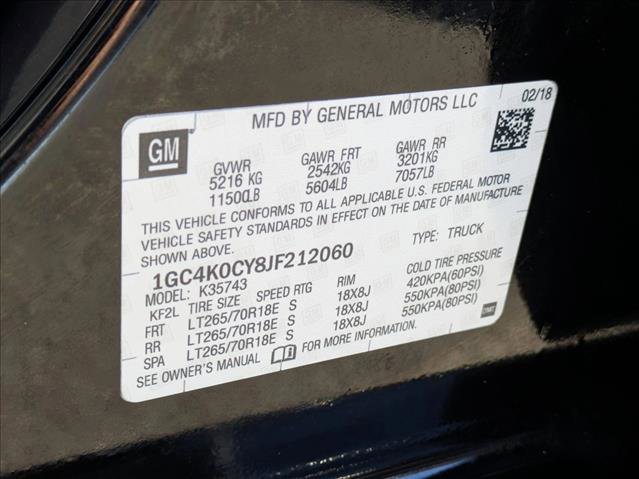 MFD BY GENERAL MOTORS LLC 02/18
GM
GVWR GAWR FRT GAWR RR
5216 KG 2542KG 3201KG
11500LB 5604LB 7057LB
THIS VEHICLE CONFORMS TO ALL APPLICABLE U.S. FEDERAL MOTOR
VEHICLE SAFETY STANDARDS IN EFFECT ON THE DATE OF MANUFACTURE
SHOWN ABOVE.
1GC4K0CY8JF212060 TYPE: TRUCK
MODEL: K35743
KF2L TIRE SIZE SPEED RTG RIM COLD TIRE PRESSURE
FRT LT265/70R18E S 18X8J 420KPA(60PSI)
RR LT265/70R18E S 18X8J 550KPA(80PSI)
SPA LT265/70R18E S 18X8J 550KPA(80PSI)
SEE OWNER'S MANUAL FOR MORE INFORMATION.